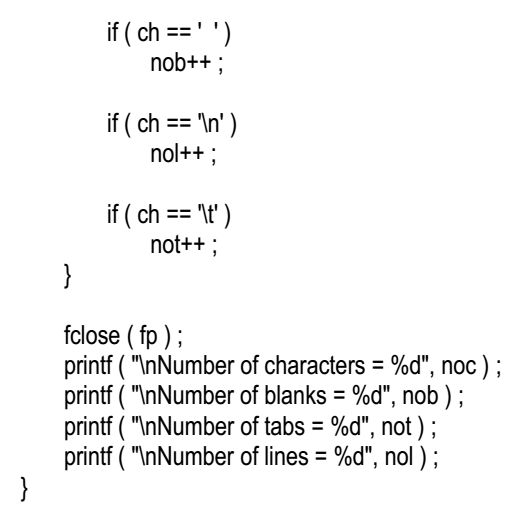 if ( ch == ' ' )
nob++ ;
if ( ch == '\n' )
nol++ ;
if ( ch == '\t' )
not++ ;
}
fclose ( fp ) ;
printf ( "\nNumber of characters = %d", noc ) ;
printf ( "\nNumber of blanks = %d", nob ) ;
printf ( "\nNumber of tabs = %d", not ) ;
printf ( "\nNumber of lines = %d", nol ) ;
}